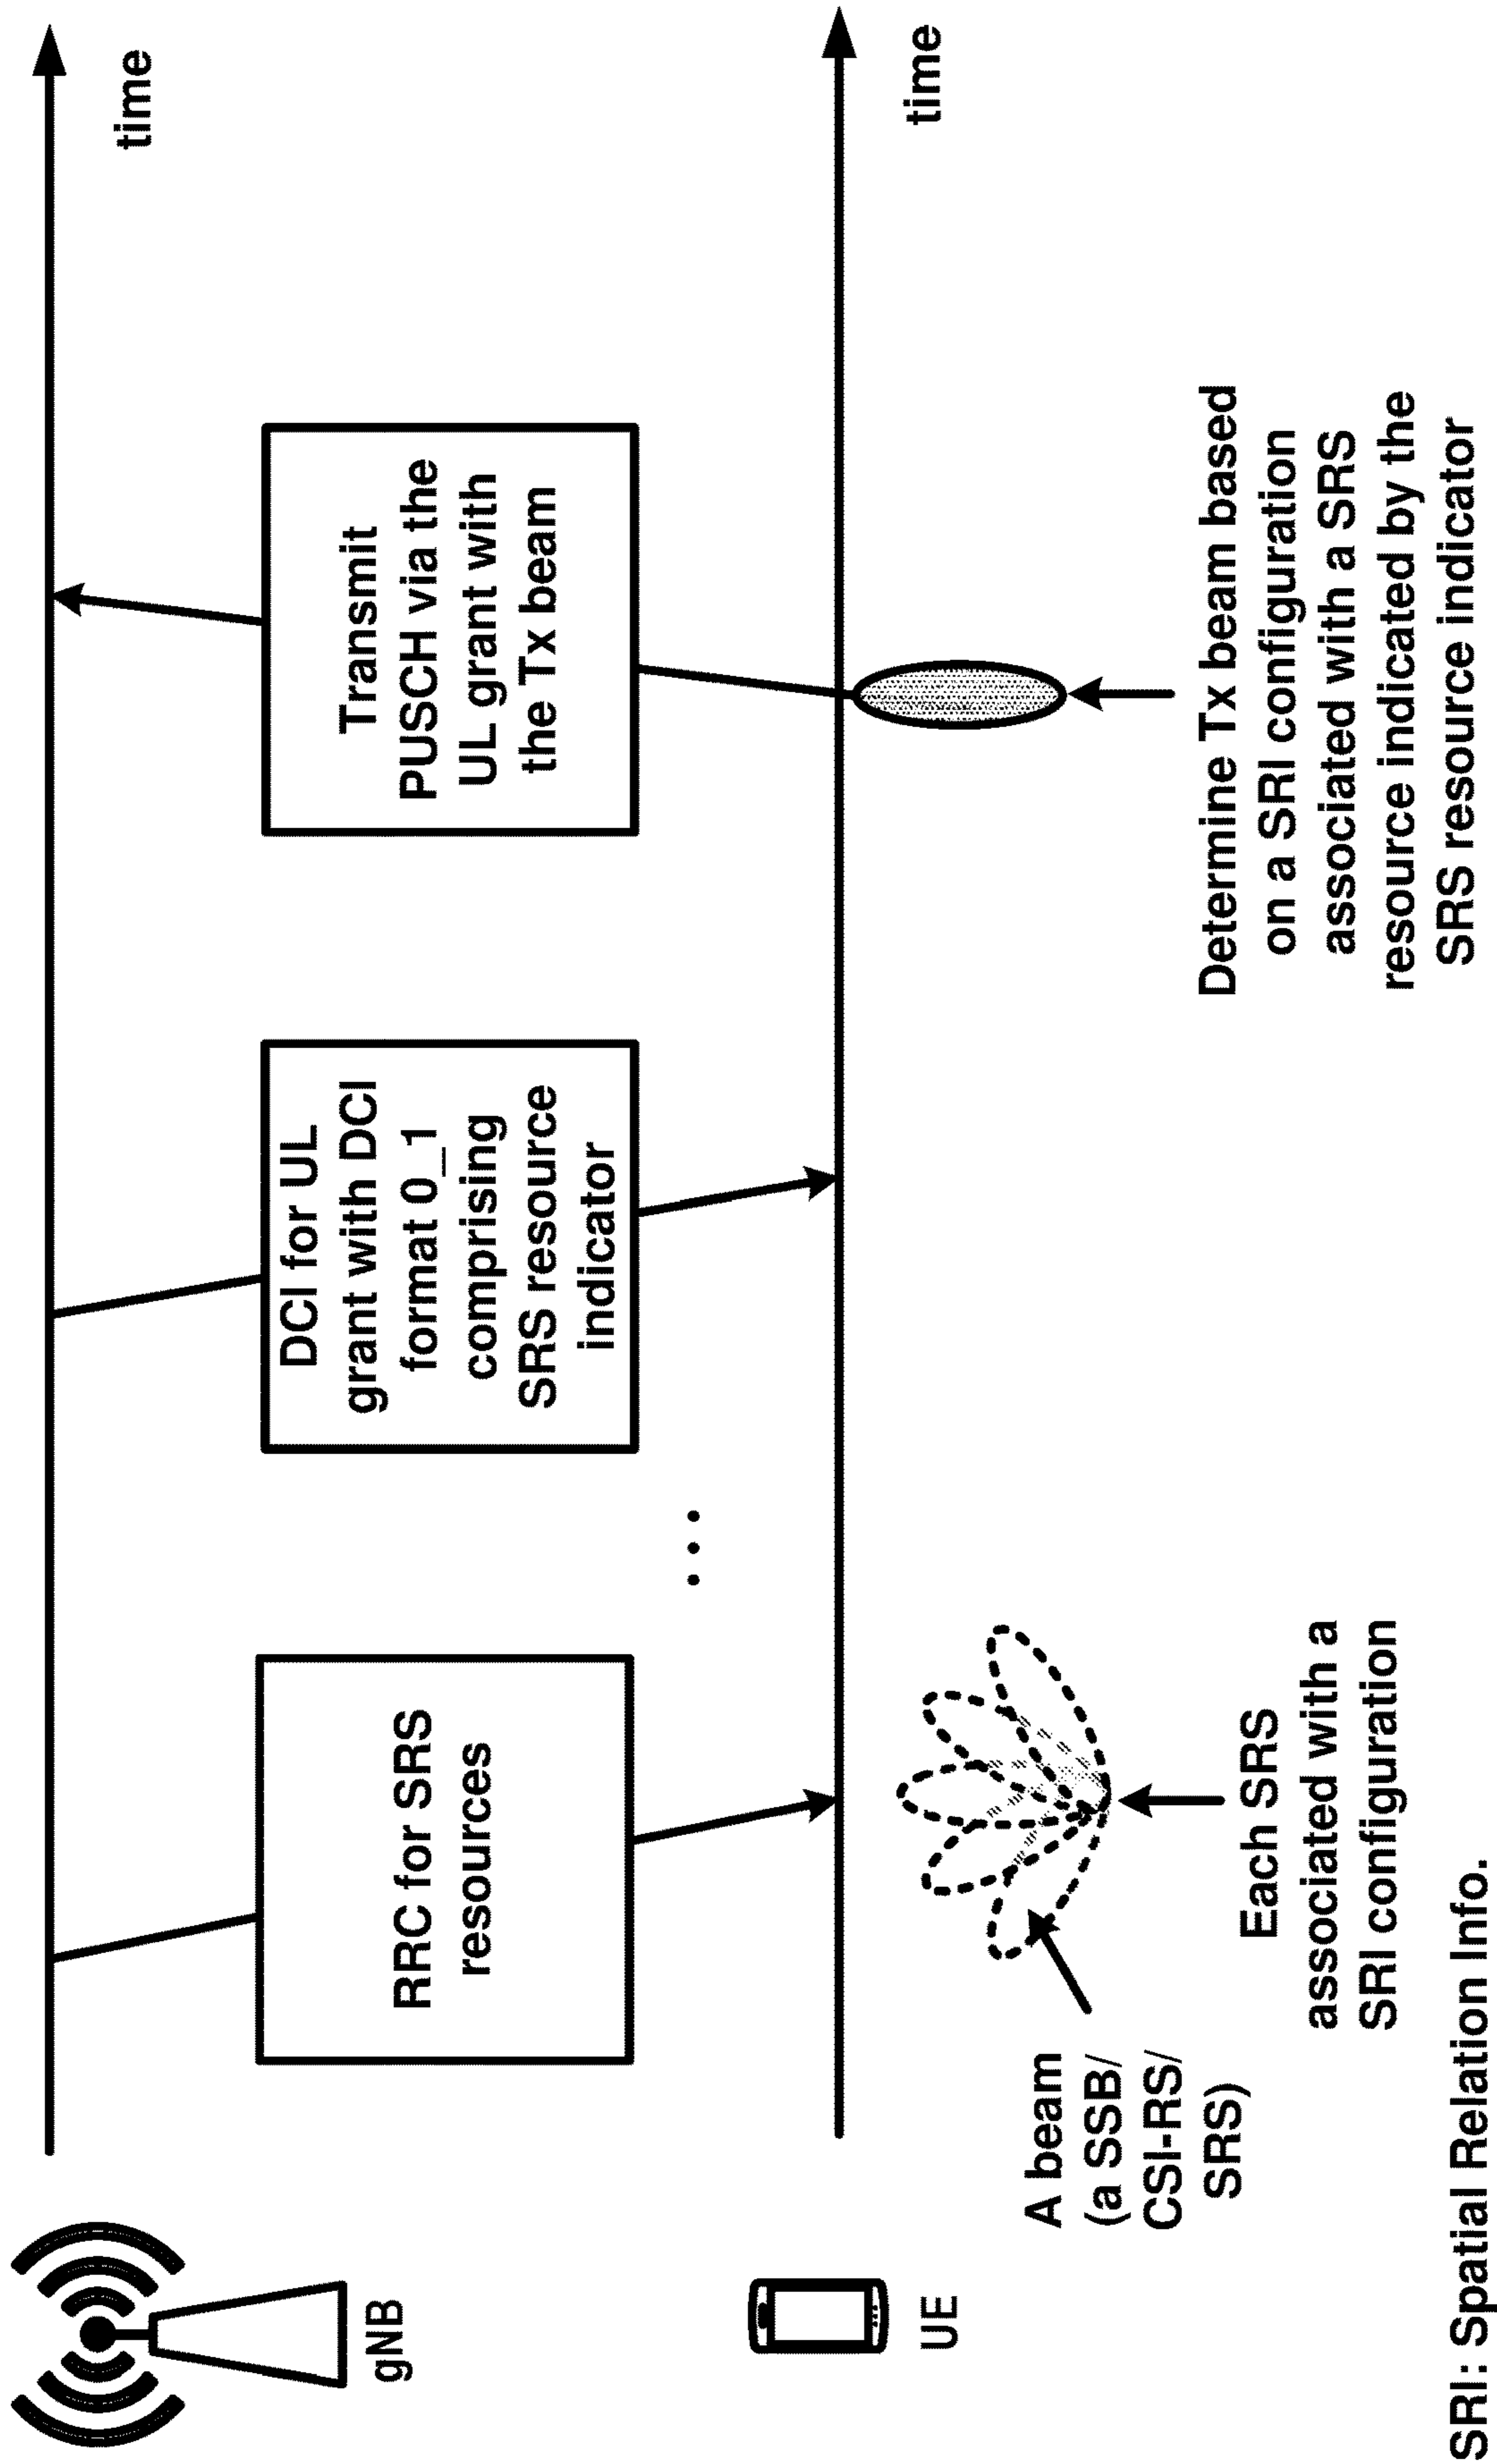 gNB
time
RRC for SRS
resources
DCI for UL
grant with DCI
format 0_1
comprising
SRS resource
indicator
Transmit
PUSCH via the
UL grant with
the Tx beam
...
UE
time
A beam
(a SSB/
CSI-RS/
SRS)
Each SRS
associated with a
SRI configuration
Determine Tx beam based
on a SRI configuration
associated with a SRS
resource indicated by the
SRS resource indicator
SRI: Spatial Relation Info.